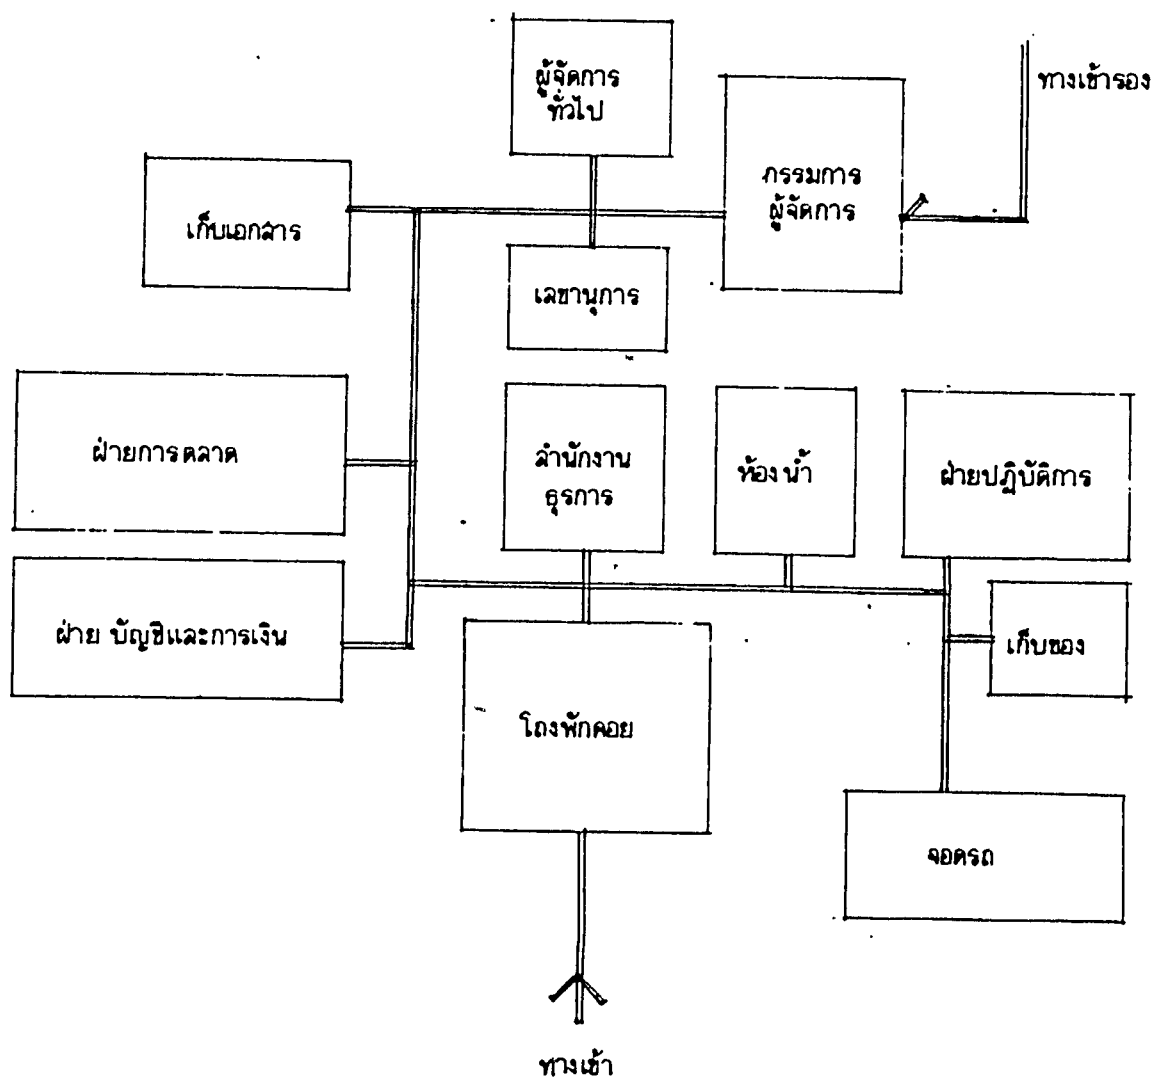 ผู้จัดการ
ทั่วไป
ทางเข้ารอง
กรรมการ
ผู้จัดการ
เก็บเอกสาร
เลขานุการ
ฝ่ายการตลาด
สำนักงาน
ธุรการ
ห้องน้ำ
ฝ่ายปฏิบัติการ
ฝ่าย บัญชีและการเงิน
เก็บของ
โถงพักคอย
จอดรถ
ทางเข้า